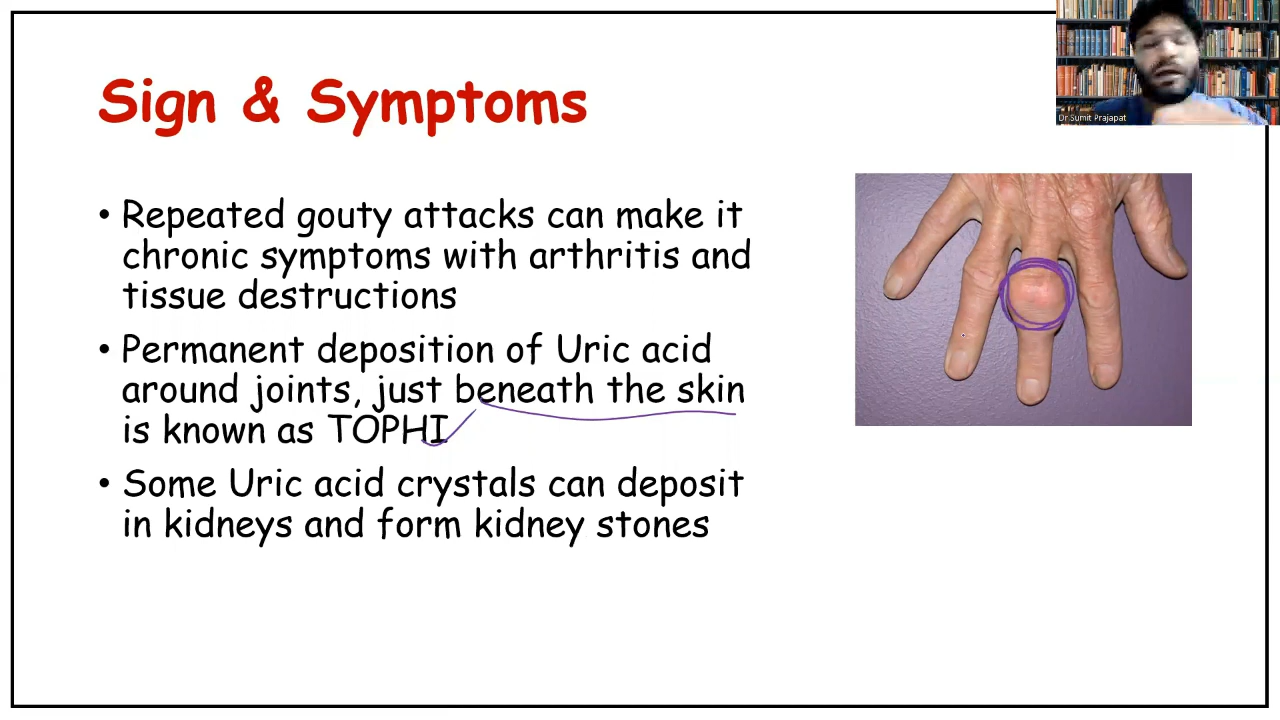 Sign & Symptoms
Dr.Sumit Prajapat
• Repeated gouty attacks can make it
chronic symptoms with arthritis and
tissue destructions
• Permanent deposition of Uric acid
around joints, just beneath the skin
is known as TOPHI
• Some Uric acid crystals can deposit
in kidneys and form kidney stones